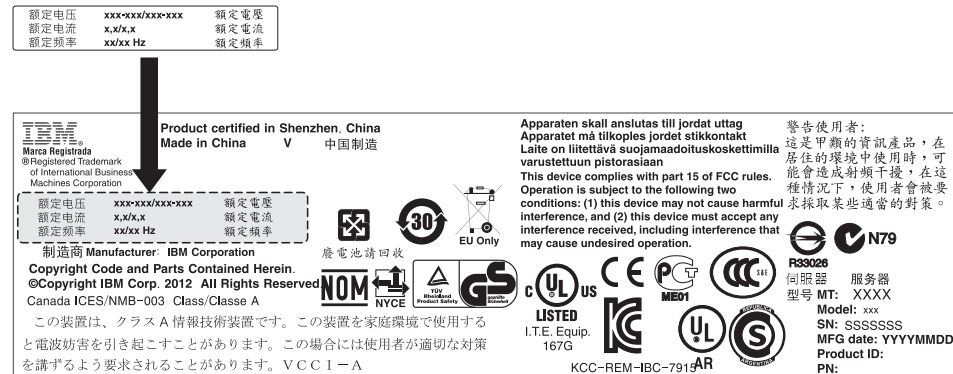 额定电压 xxx-xxx/xxx-xxx 額定電壓
额定电流 x,x/x,x 額定電流
额定频率 xx/xx Hz 額定頻率
IBM®
Marca Registrada
® Registered Trademark
of International Business
Machines Corporation
Product certified in Shenzhen, China
Made in China V 中国制造
额定电压 xxx-xxx/xxx-xxx 額定電壓
额定电流 x,x/x,x 額定電流
额定频率 xx/xx Hz 額定頻率
制造商 Manufacturer: IBM Corporation
Copyright Code and Parts Contained Herein.
©Copyright IBM Corp. 2012 All Rights Reserved
Canada ICES/NMB-003 Class/Classe A
この装置は、クラスA情報技術装置です。この装置を家庭環境で使用する
と電波妨害を引き起こすことがあります。この場合には使用者が適切な対策
を講ずるよう要求されることがあります。VCCI-A
廢電池請回收
30
EU Only
NOM
NYCE
TÜV
Rheinland
Product Safety
GS
geprüfte
Sicherheit
Apparaten skall anslutas till jordat uttag
Apparatet må tilkoples jordet stikkontakt
Laite on liitettävä suojamaadoituskoskettimilla
varustettuun pistorasiaan
This device complies with part 15 of FCC rules.
Operation is subject to the following two
conditions: (1) this device may not cause harmful
interference, and (2) this device must accept any
interference received, including interference that
may cause undesired operation.
C UL US
LISTED
I.T.E. Equip.
167G
CE
PCT
ME01
CCC S&E
KCC-REM-IBC-7915
UL
AR
REPUBLICA
S
ARGENTINA
警告使用者:
這是甲類的資訊產品，在
居住的環境中使用時，可
能會造成射頻干擾，在這
種情況下，使用者會被要
求採取某些適當的對策。
R33026
N79
伺服器 服务器
型号 MT: XXXX
Model: xxx
SN: SSSSSSS
MFG date: YYYYMMDD
Product ID:
PN: